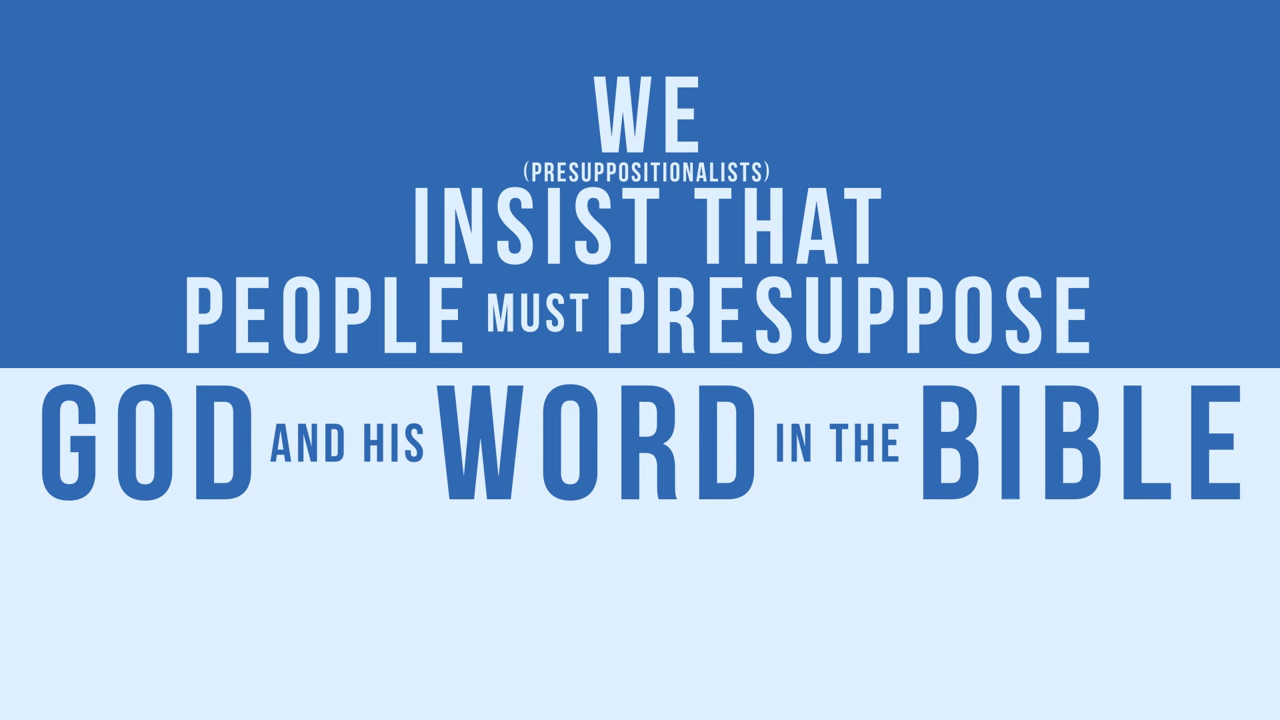 WE
(PRESUPPOSITIONALISTS)
INSIST THAT
PEOPLE MUST PRESUPPOSE
GOD AND HIS WORD IN THE BIBLE